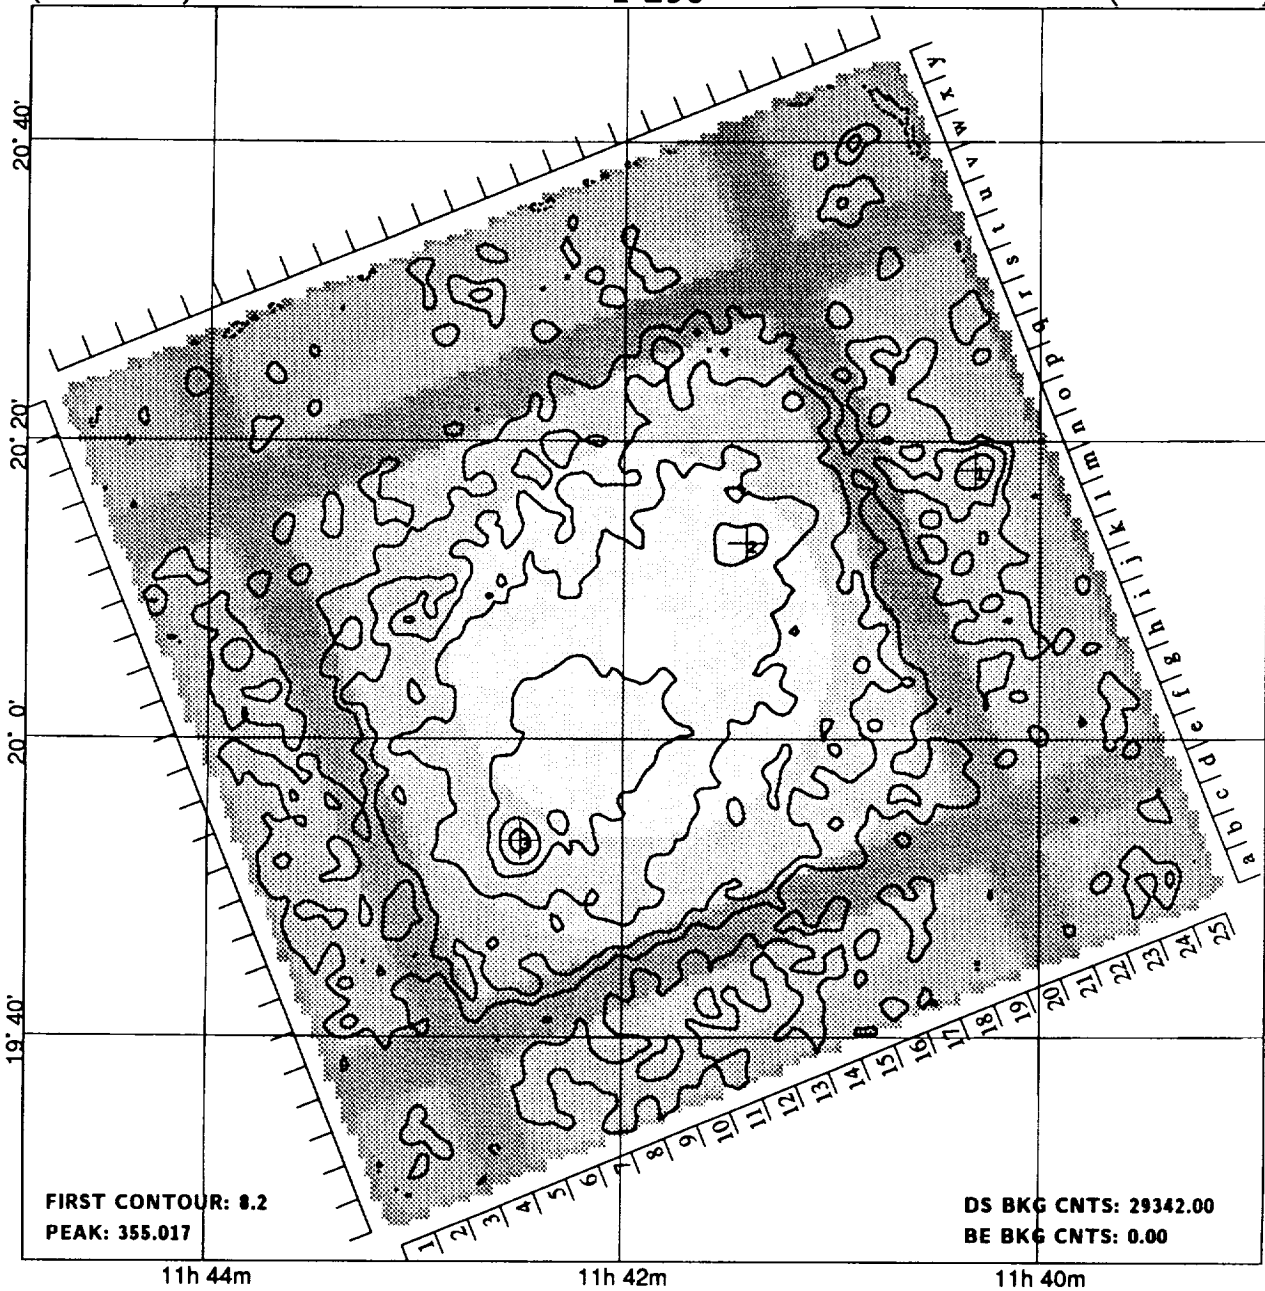 20° 40'
20° 20'
20° 0'
19° 40'
y
x
w
v
u
t
s
r
q
p
o
n
m
l
k
j
i
h
g
f
e
d
c
b
a
2
FIRST CONTOUR: 8.2
PEAK: 355.017
DS BKG CNTS: 29342.00
BE BKG CNTS: 0.00
1 2 3 4 5 6 7 8 9 10 11 12 13 14 15 16 17 18 19 20 21 22 23 24 25
11h 44m
11h 42m
11h 40m